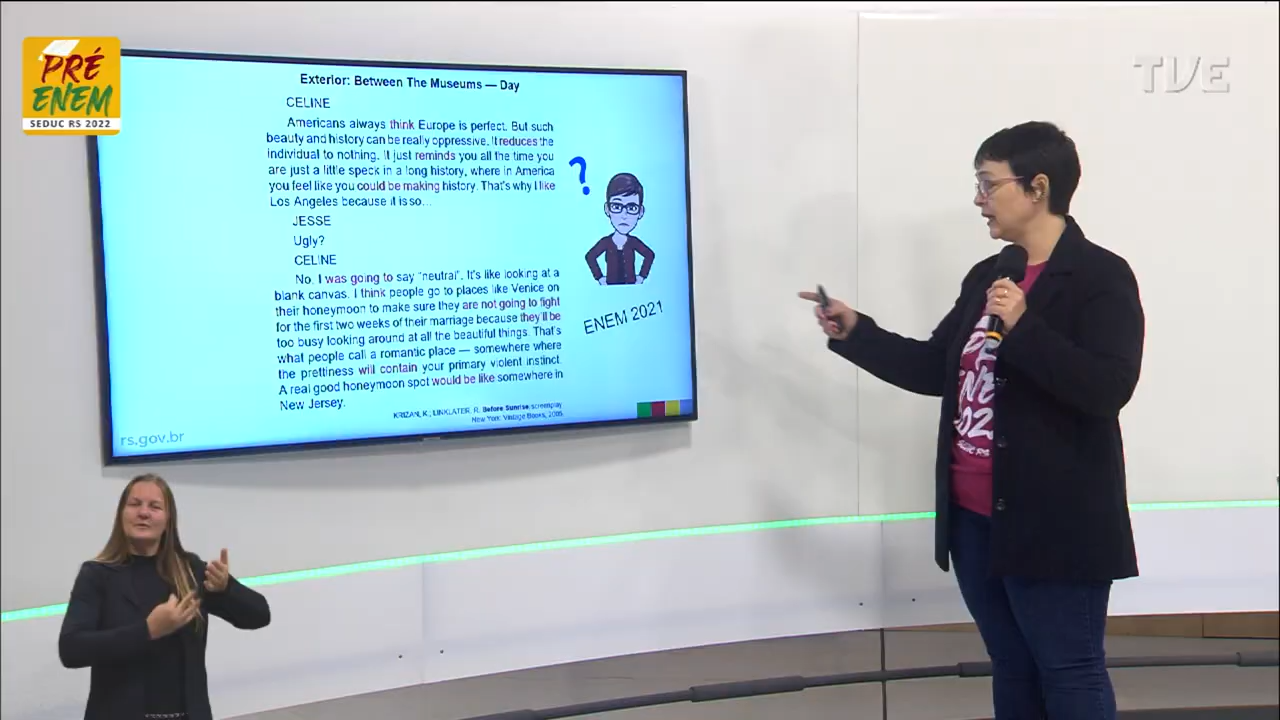 PRÉ
ENEM
SEDUC RS 2022
TVE
Exterior: Between The Museums — Day
CELINE
Americans always think Europe is perfect. But such
beauty and history can be really oppressive. It reduces the
individual to nothing. It just reminds you all the time you
are just a little speck in a long history, where in America
you feel like you could be making history. That's why I like
Los Angeles because it is so...
JESSE
Ugly?
CELINE
No, I was going to say "neutral". It's like looking at a
blank canvas. I think people go to places like Venice on
their honeymoon to make sure they are not going to fight
for the first two weeks of their marriage because they'll be
too busy looking around at all the beautiful things. That's
what people call a romantic place — somewhere where
the prettiness will contain your primary violent instinct.
A real good honeymoon spot would be like somewhere in
New Jersey.
KRIZAN, K.; LINKLATER, R. Before Sunrise: screenplay.
New York: Vintage Books, 2005.
?
ENEM 2021
rs.gov.br
SEDUC RS